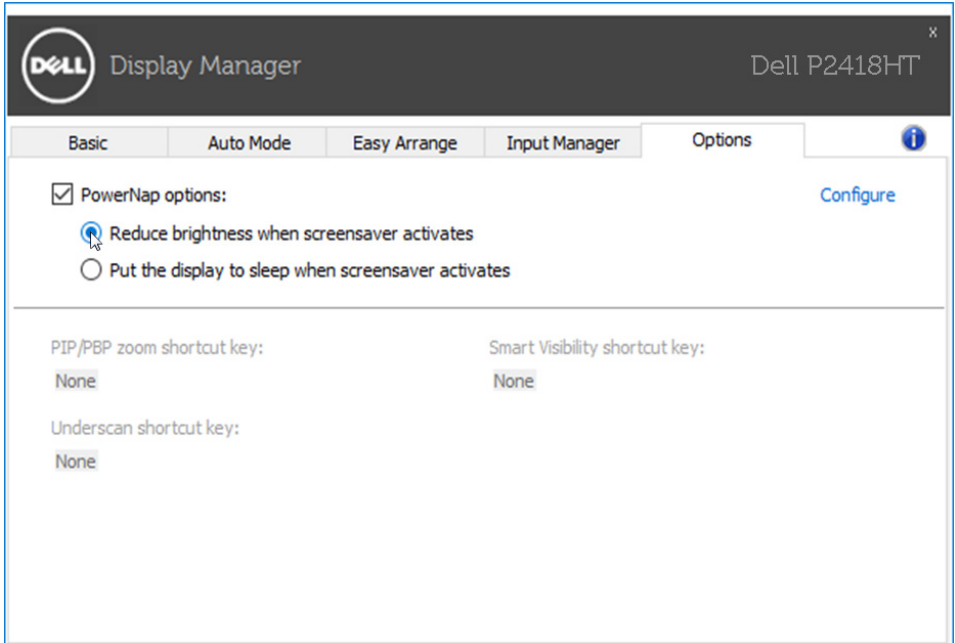 x
DELL Display Manager Dell P2418HT
Basic Auto Mode Easy Arrange Input Manager Options i
PowerNap options: Configure
Reduce brightness when screensaver activates
Put the display to sleep when screensaver activates
PIP/PBP zoom shortcut key: Smart Visibility shortcut key:
None None
Underscan shortcut key:
None